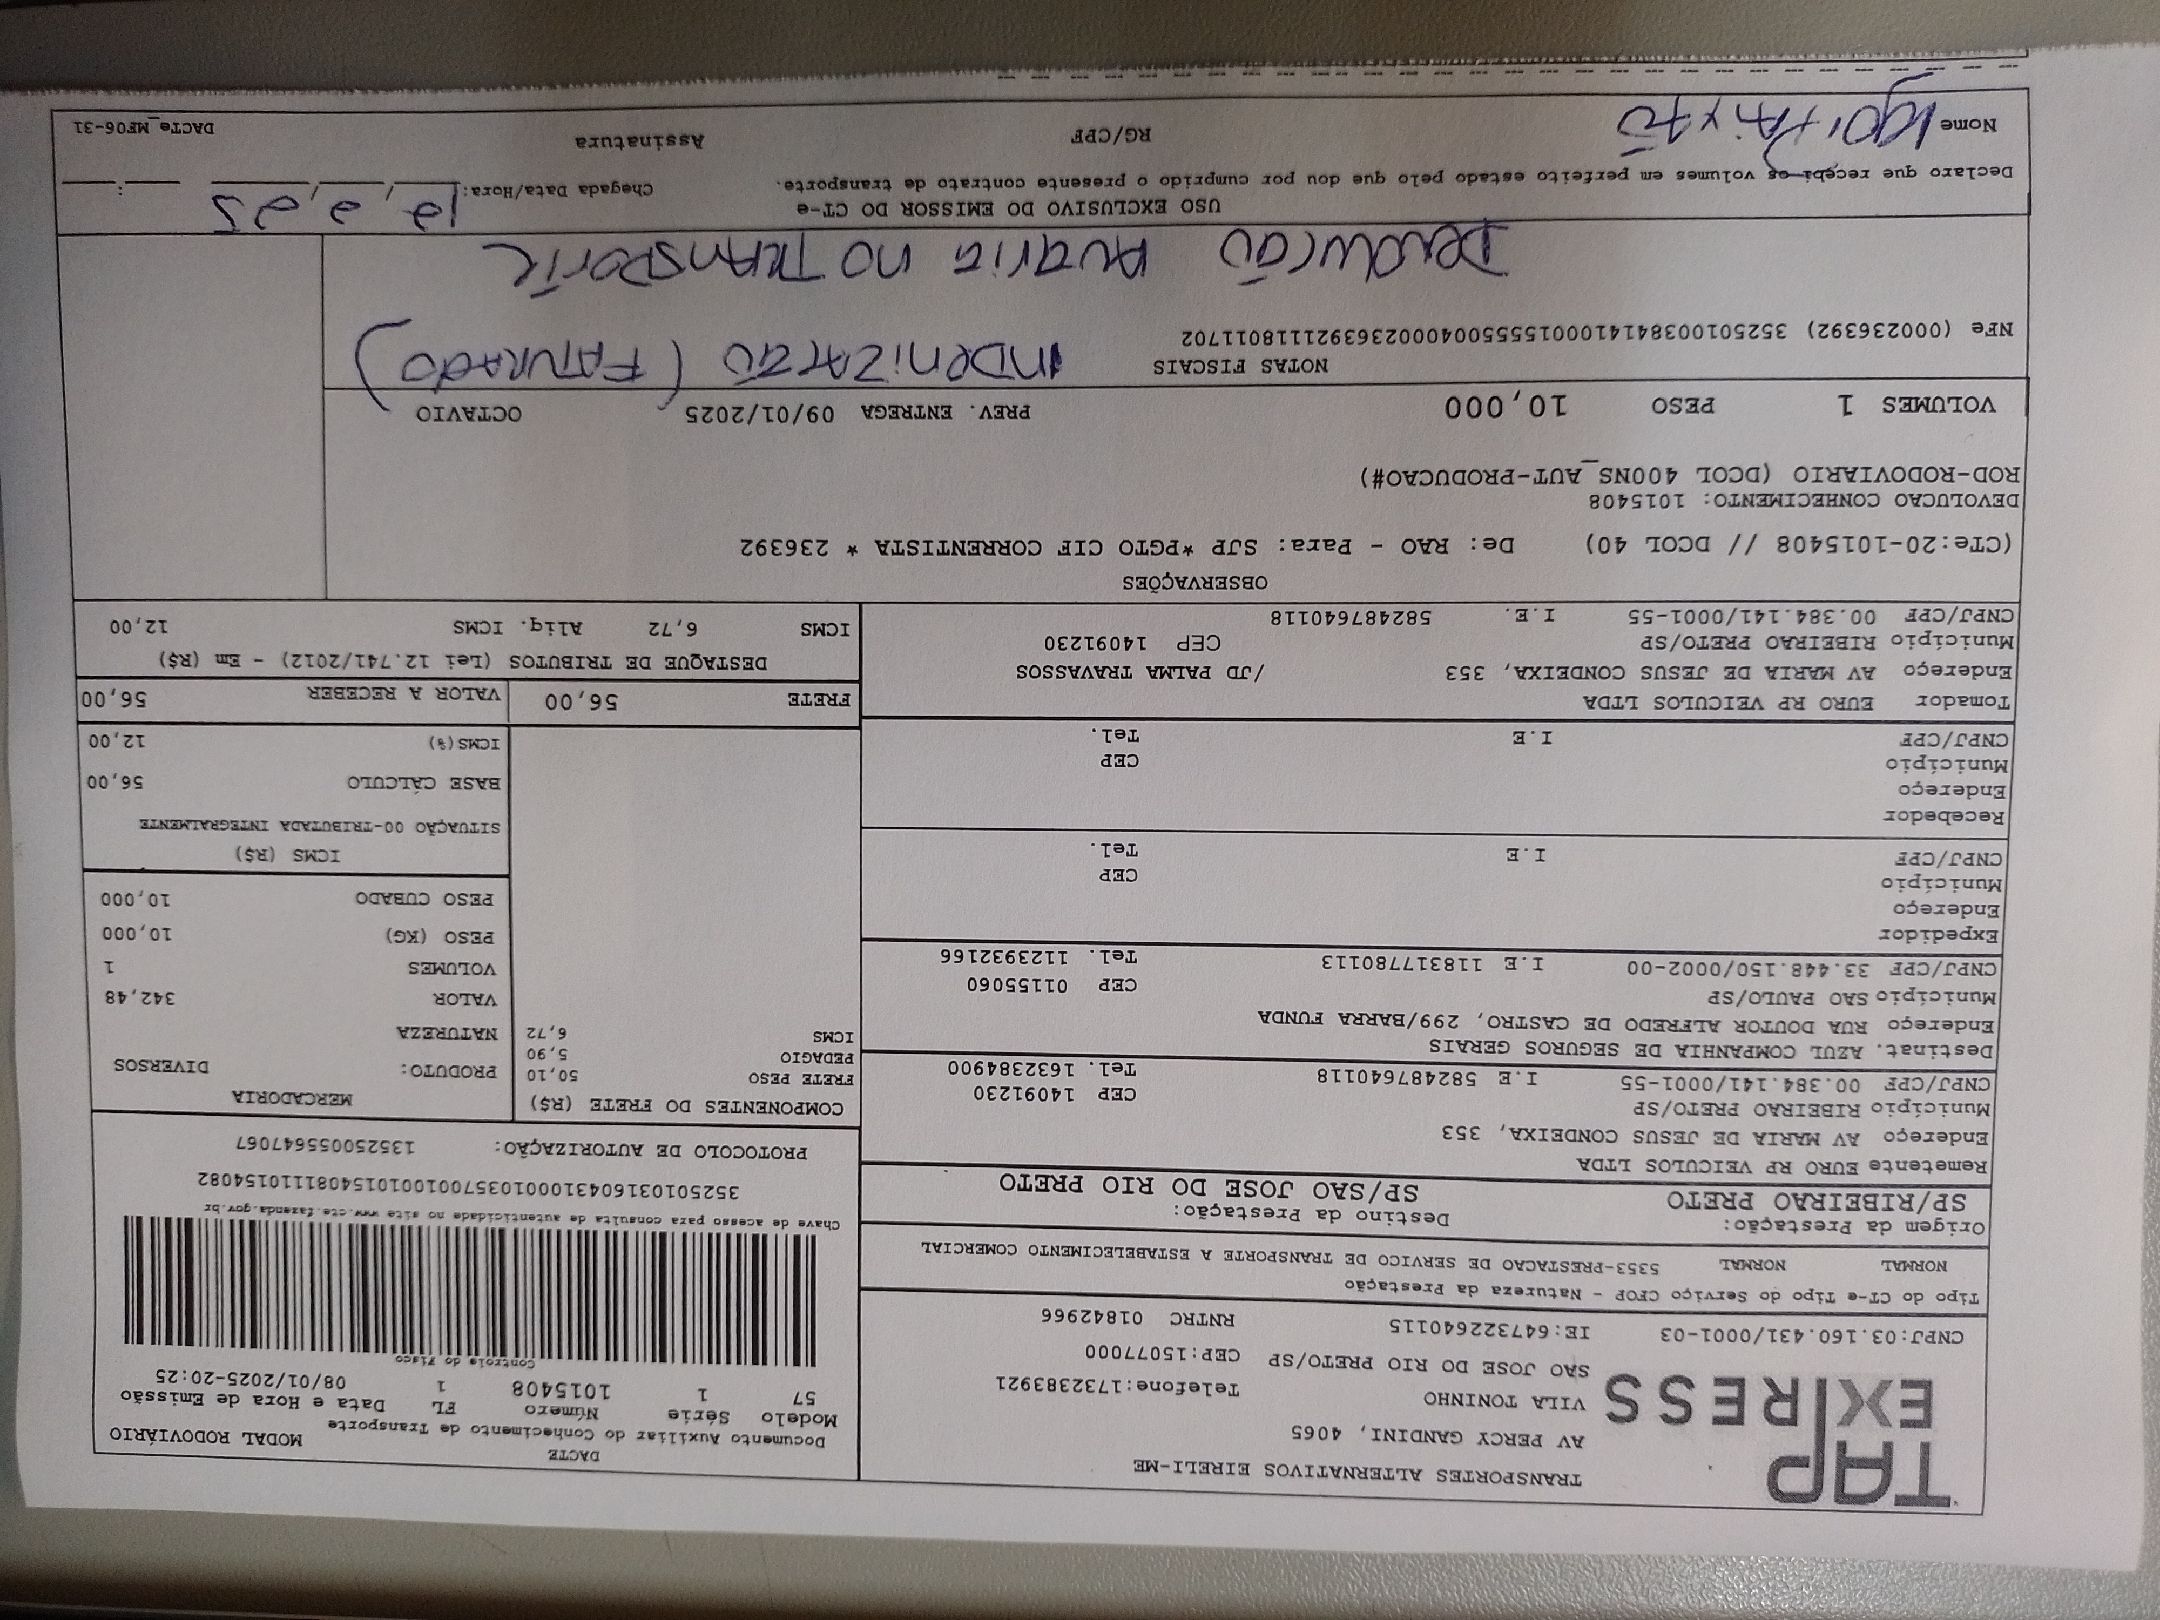 TAP
EXPRESS
TRANSPORTES ALTERNATIVOS EIRELI-ME
AV PERCY GANDINI, 4065
VILA TONINHO Telefone:1732383921
SAO JOSE DO RIO PRETO/SP CEP:15077000
CNPJ:03.160.431/0001-03 IE:647322640115 RNTRC 01842966
DACTE
Documento Auxiliar do Conhecimento de Transporte MODAL RODOVIÁRIO
Modelo Série Número FL Data e Hora de Emissão
57 1 1015408 1 08/01/2025-20:25
Controle do Fisco
Chave de acesso para consulta de autenticidade no site www.cte.fazenda.gov.br
35250103160431000103570010010154081110154082
PROTOCOLO DE AUTORIZAÇÃO: 135250055647067
Tipo do CT-e Tipo do Serviço CFOP - Natureza da Prestação
NORMAL NORMAL 5353-PRESTACAO DE SERVICO DE TRANSPORTE A ESTABELECIMENTO COMERCIAL
Origem da Prestação: Destino da Prestação:
SP/RIBEIRAO PRETO SP/SAO JOSE DO RIO PRETO
Remetente EURO RP VEICULOS LTDA
Endereço AV MARIA DE JESUS CONDEIXA, 353
Município RIBEIRAO PRETO/SP CEP 14091230
CNPJ/CPF 00.384.141/0001-55 I.E 582487640118 Tel. 1632384900
Destinat. AZUL COMPANHIA DE SEGUROS GERAIS
Endereço RUA DOUTOR ALFREDO DE CASTRO, 299/BARRA FUNDA
Município SAO PAULO/SP CEP 01155060
CNPJ/CPF 33.448.150/0002-00 I.E 118317780113 Tel. 1123932166
Expedidor
Endereço
Município CEP
CNPJ/CPF I.E Tel.
Recebedor
Endereço
Município CEP
CNPJ/CPF I.E Tel.
Tomador EURO RP VEICULOS LTDA
Endereço AV MARIA DE JESUS CONDEIXA, 353 /JD PALMA TRAVASSOS
Município RIBEIRAO PRETO/SP CEP 14091230
CNPJ/CPF 00.384.141/0001-55 I.E. 582487640118
COMPONENTES DO FRETE (R$)
FRETE PESO 50,10
PEDAGIO 5,90
ICMS 6,72
MERCADORIA
PRODUTO: DIVERSOS
NATUREZA
VALOR 342,48
VOLUMES 1
PESO (KG) 10,000
PESO CUBADO 10,000
ICMS (R$)
SITUAÇÃO 00-TRIBUTADA INTEGRALMENTE
BASE CÁLCULO 56,00
ICMS(%) 12,00
FRETE 56,00 VALOR A RECEBER 56,00
DESTAQUE DE TRIBUTOS (Lei 12.741/2012) - Em (R$)
ICMS 6,72 Aliq. ICMS 12,00
OBSERVAÇÕES
(CTe:20-1015408 // DCOL 40) De: RAO - Para: SJP *PGTO CIF CORRENTISTA * 236392
DEVOLUCAO CONHECIMENTO: 1015408
ROD-RODOVIARIO (DCOL 400NS_AUT-PRODUCAO#)
VOLUMES 1 PESO 10,000 PREV. ENTREGA 09/01/2025 OCTAVIO
NOTAS FISCAIS
INDENIZAÇÃO (FATURADO)
NFe (000236392) 35250100384141000155550040002363921118011702
DEVOLUÇÃO AVARIA NO TRANSPORTE
USO EXCLUSIVO DO EMISSOR DO CT-e
Declaro que recebi os volumes em perfeito estado pelo que dou por cumprido o presente contrato de transporte. Chegada Data/Hora:
Nome RG/CPF Assinatura DACTe_MF06-31